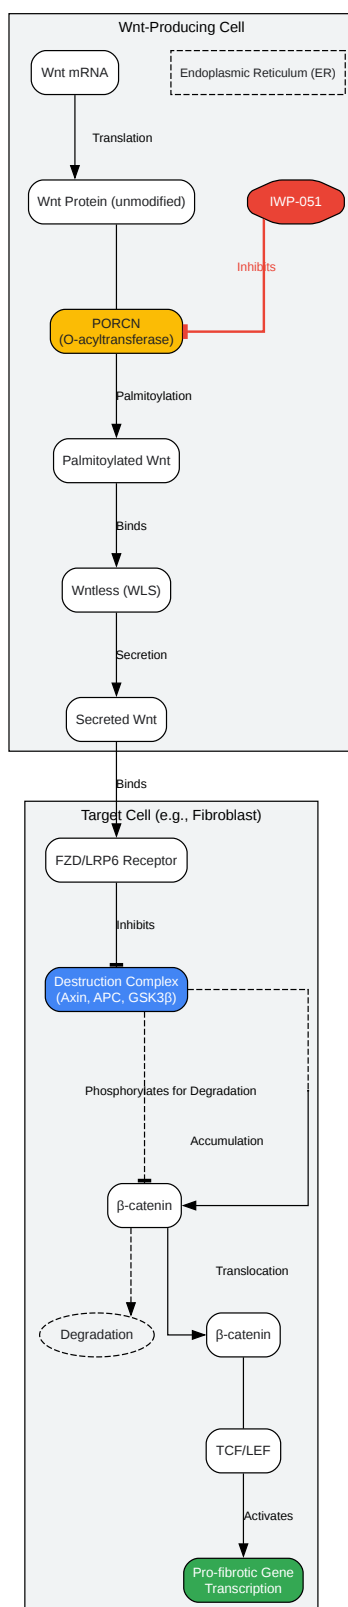 Wnt-Producing Cell
Wnt mRNA
Endoplasmic Reticulum (ER)
Translation
Wnt Protein (unmodified)
IWP-051
Inhibits
PORCN
(O-acyltransferase)
Palmitoylation
Palmitoylated Wnt
Binds
Wntless (WLS)
Secretion
Secreted Wnt
Binds
Target Cell (e.g., Fibroblast)
FZD/LRP6 Receptor
Inhibits
Destruction Complex
(Axin, APC, GSK3β)
Phosphorylates for Degradation
Accumulation
β-catenin
Translocation
Degradation
β-catenin
TCF/LEF
Activates
Pro-fibrotic Gene
Transcription